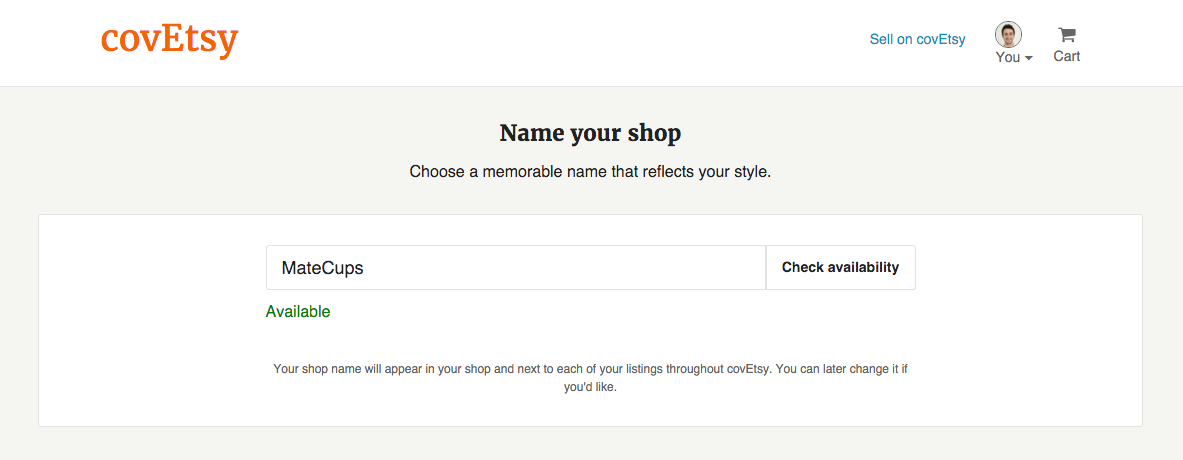 covEtsy
Sell on covEtsy
You
Cart
Name your shop
Choose a memorable name that reflects your style.
MateCups
Check availability
Available
Your shop name will appear in your shop and next to each of your listings throughout covEtsy. You can later change it if
you'd like.